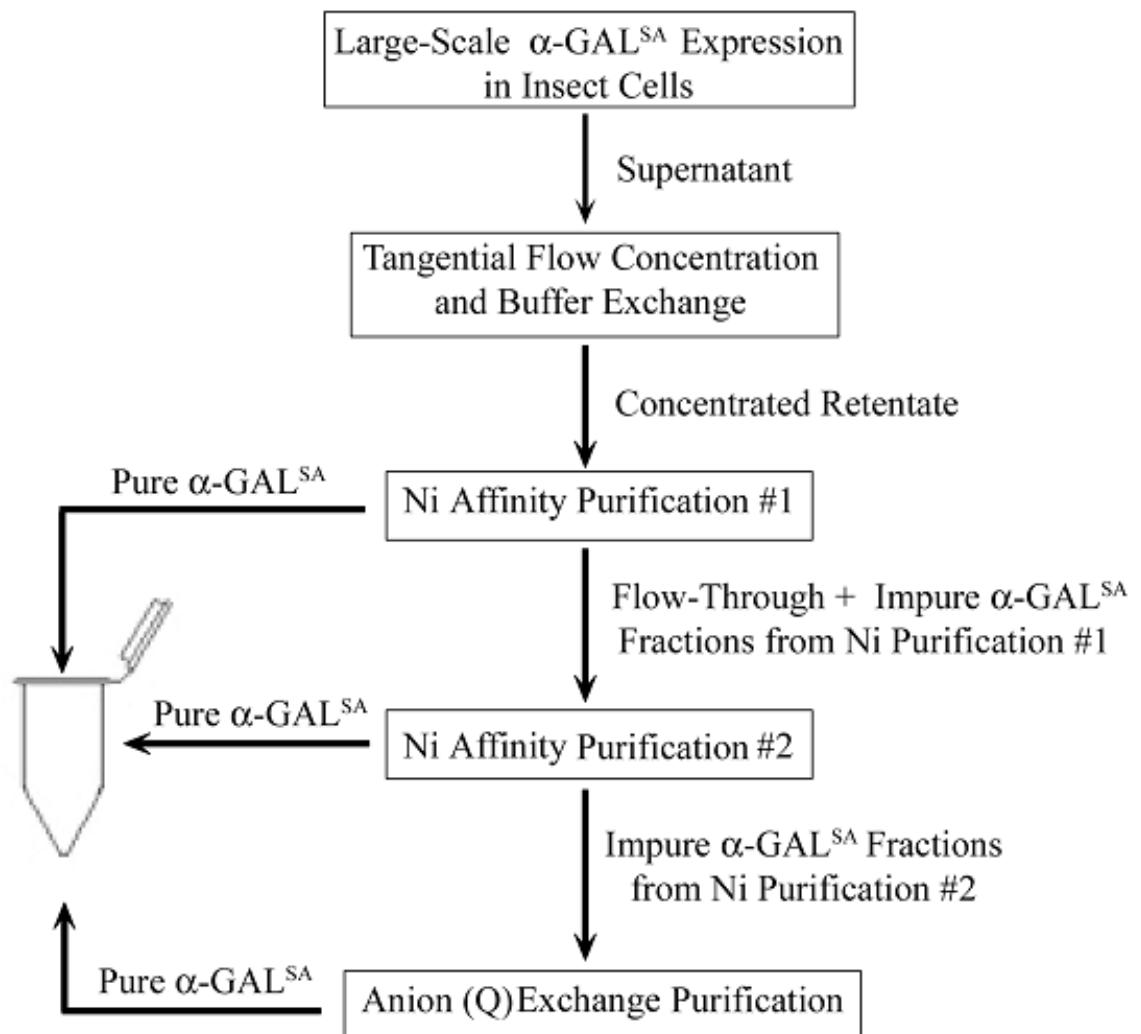 Large-Scale α-GAL^SA Expression
in Insect Cells
Supernatant
Tangential Flow Concentration
and Buffer Exchange
Concentrated Retentate
Pure α-GAL^SA
Ni Affinity Purification #1
Flow-Through + Impure α-GAL^SA
Fractions from Ni Purification #1
Pure α-GAL^SA
Ni Affinity Purification #2
Impure α-GAL^SA Fractions
from Ni Purification #2
Pure α-GAL^SA
Anion (Q)Exchange Purification